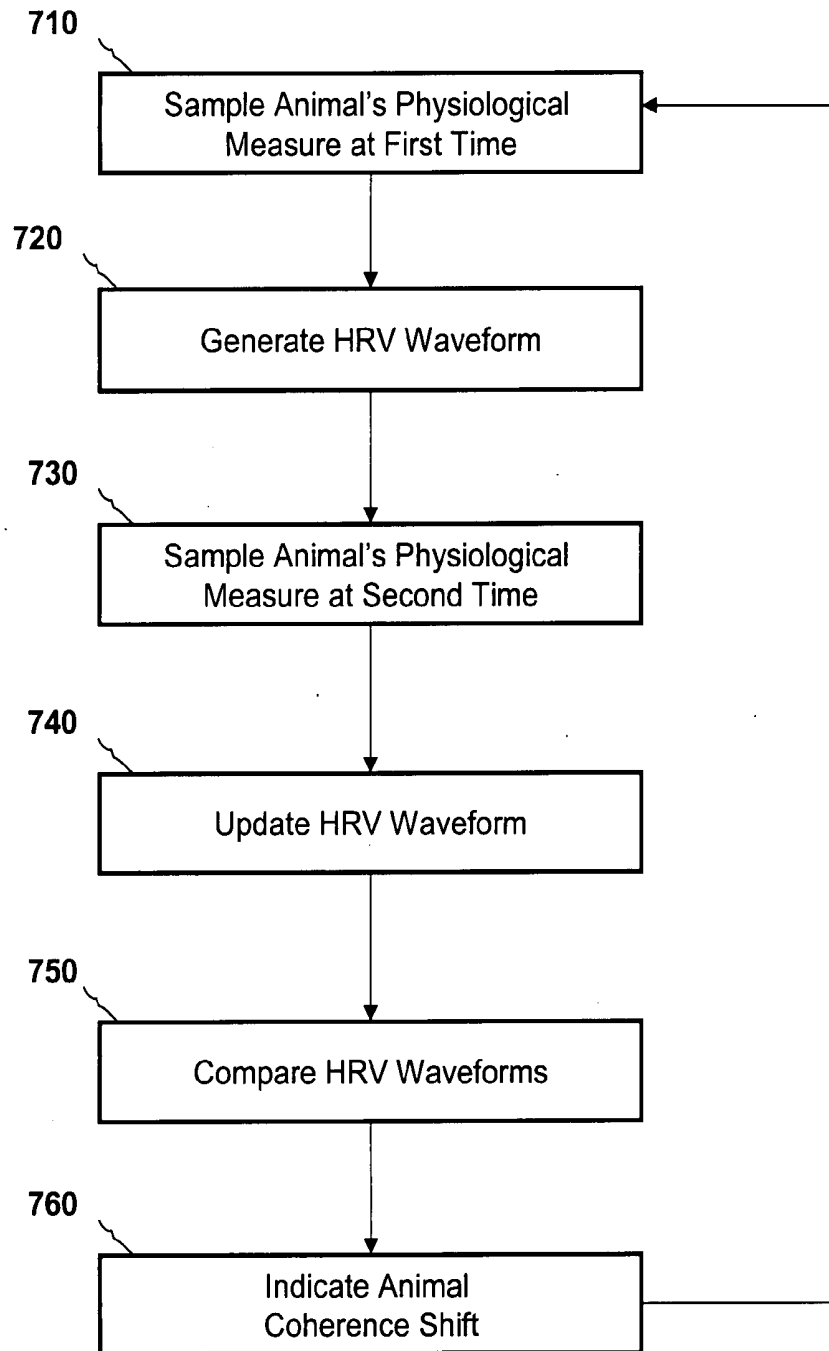 710
Sample Animal's Physiological
Measure at First Time
720
Generate HRV Waveform
730
Sample Animal's Physiological
Measure at Second Time
740
Update HRV Waveform
750
Compare HRV Waveforms
760
Indicate Animal
Coherence Shift